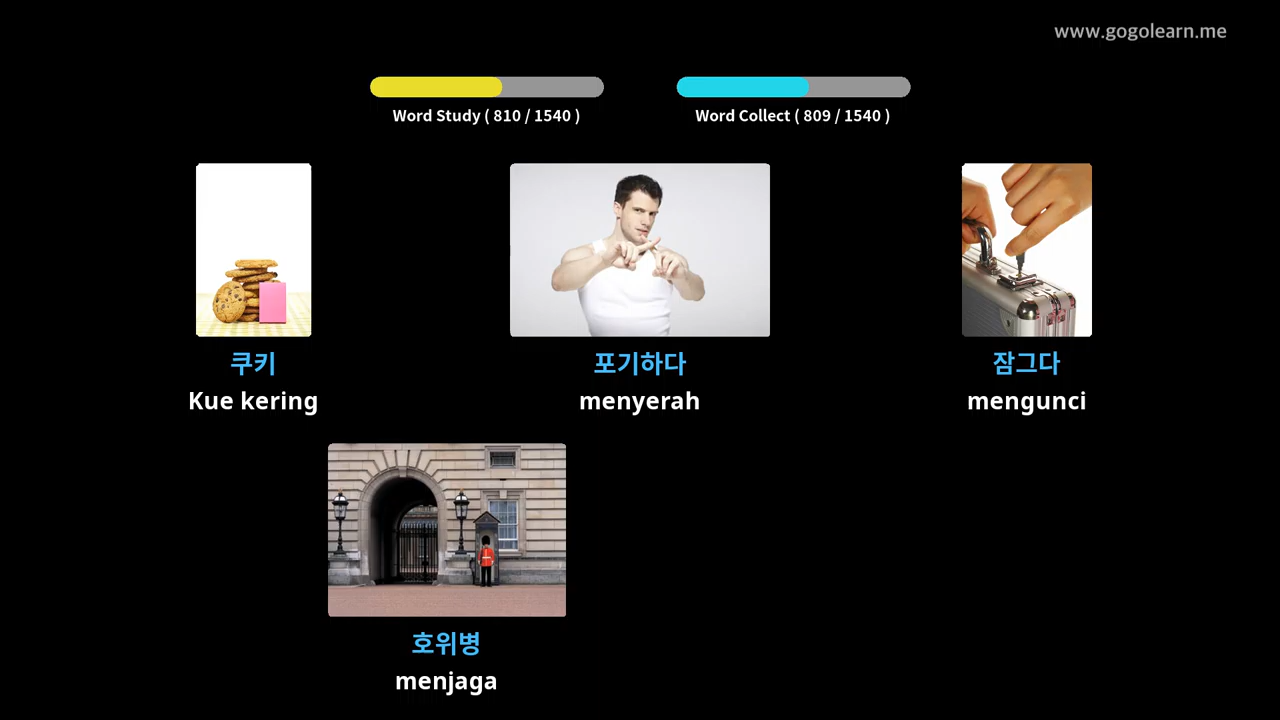 www.gogolearn.me
Word Study ( 810 / 1540 )
Word Collect ( 809 / 1540 )
쿠키
Kue kering
포기하다
menyerah
잠그다
mengunci
호위병
menjaga